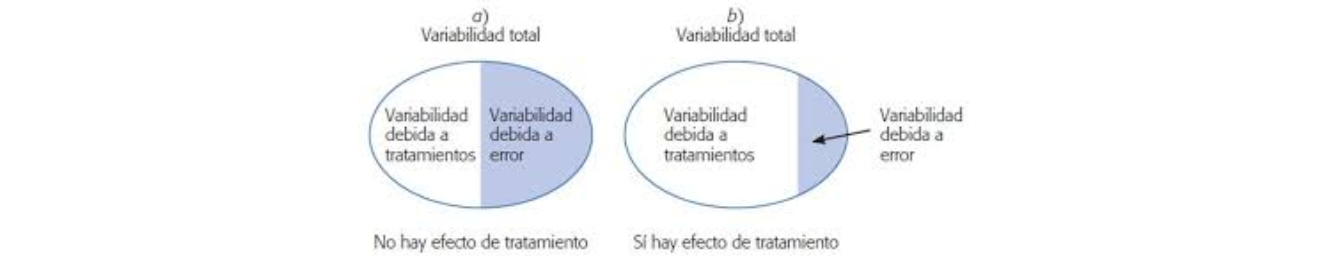 a)
Variabilidad total
Variabilidad
debida a
tratamientos
Variabilidad
debida a
error
No hay efecto de tratamiento
b)
Variabilidad total
Variabilidad
debida a
tratamientos
Variabilidad
debida a
error
Sí hay efecto de tratamiento